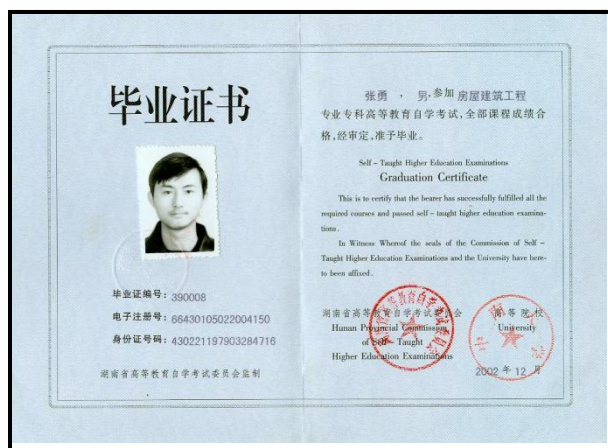 毕业证书
毕业证编号：390008
电子注册号：66430105022004150
身份证号码：430221197903284716
湖南省高等教育自学考试委员会监制
张勇 · 男·参加 房屋建筑工程
专业专科高等教育自学考试,全部课程成绩合
格,经审定,准予毕业。
Self - Taught Higher Education Examinations
Graduation Certificate
This is to certify that the bearer has successfully fulfilled all the
required courses and passed self - taught higher education examina-
tions.
In Witness Whereof the seals of the Commission of Self -
Taught Higher Education Examinations and the University have here-
to been affixed.
湖南省高等教育自学考试委员会 高等院校
Hunan Provincial Commission University
of Self - Taught
Higher Education Examinations
2002 年 12 月